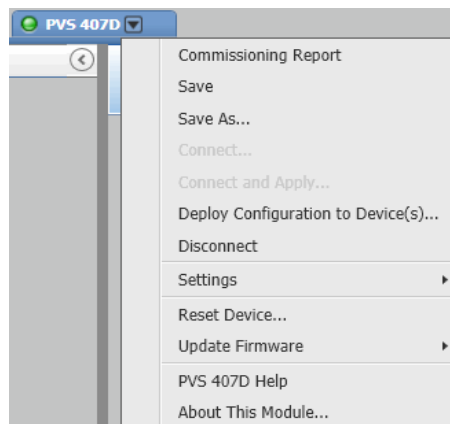 PVS 407D
Commissioning Report
Save
Save As...
Connect...
Connect and Apply...
Deploy Configuration to Device(s)...
Disconnect
Settings
Reset Device...
Update Firmware
PVS 407D Help
About This Module...